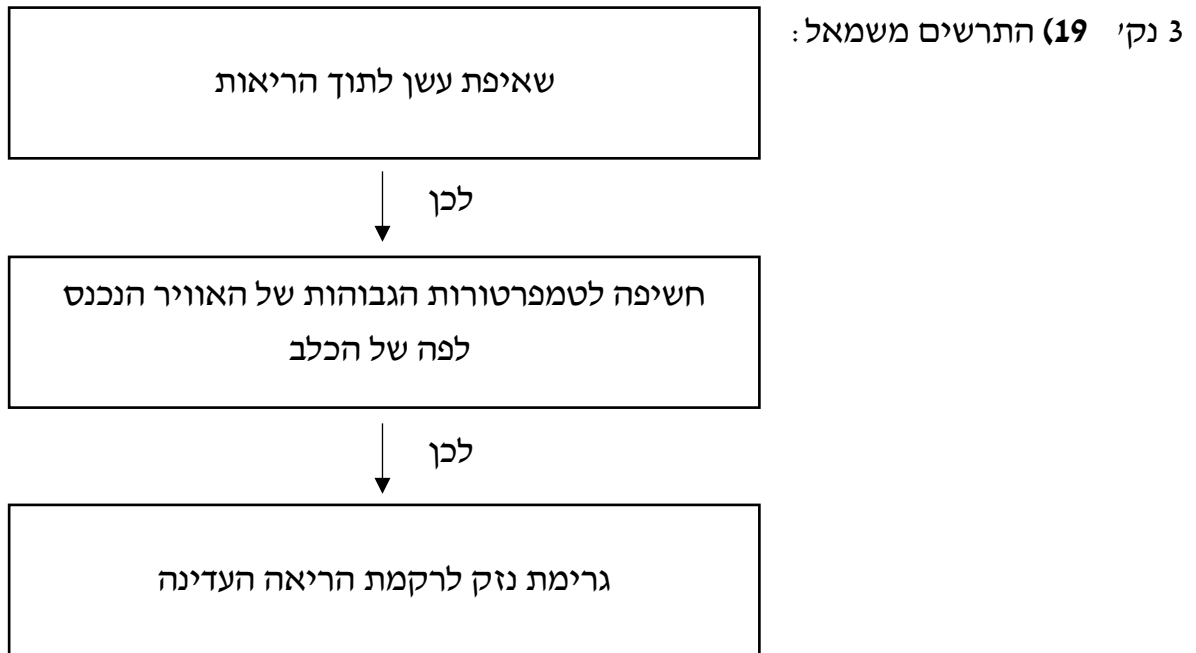 3 נק' 19) התרשים משמאל:
שאיפת עשן לתוך הריאות
לכן
חשיפה לטמפרטורות הגבוהות של האוויר הנכנס
לפה של הכלב
לכן
גרימת נזק לרקמת הריאה העדינה